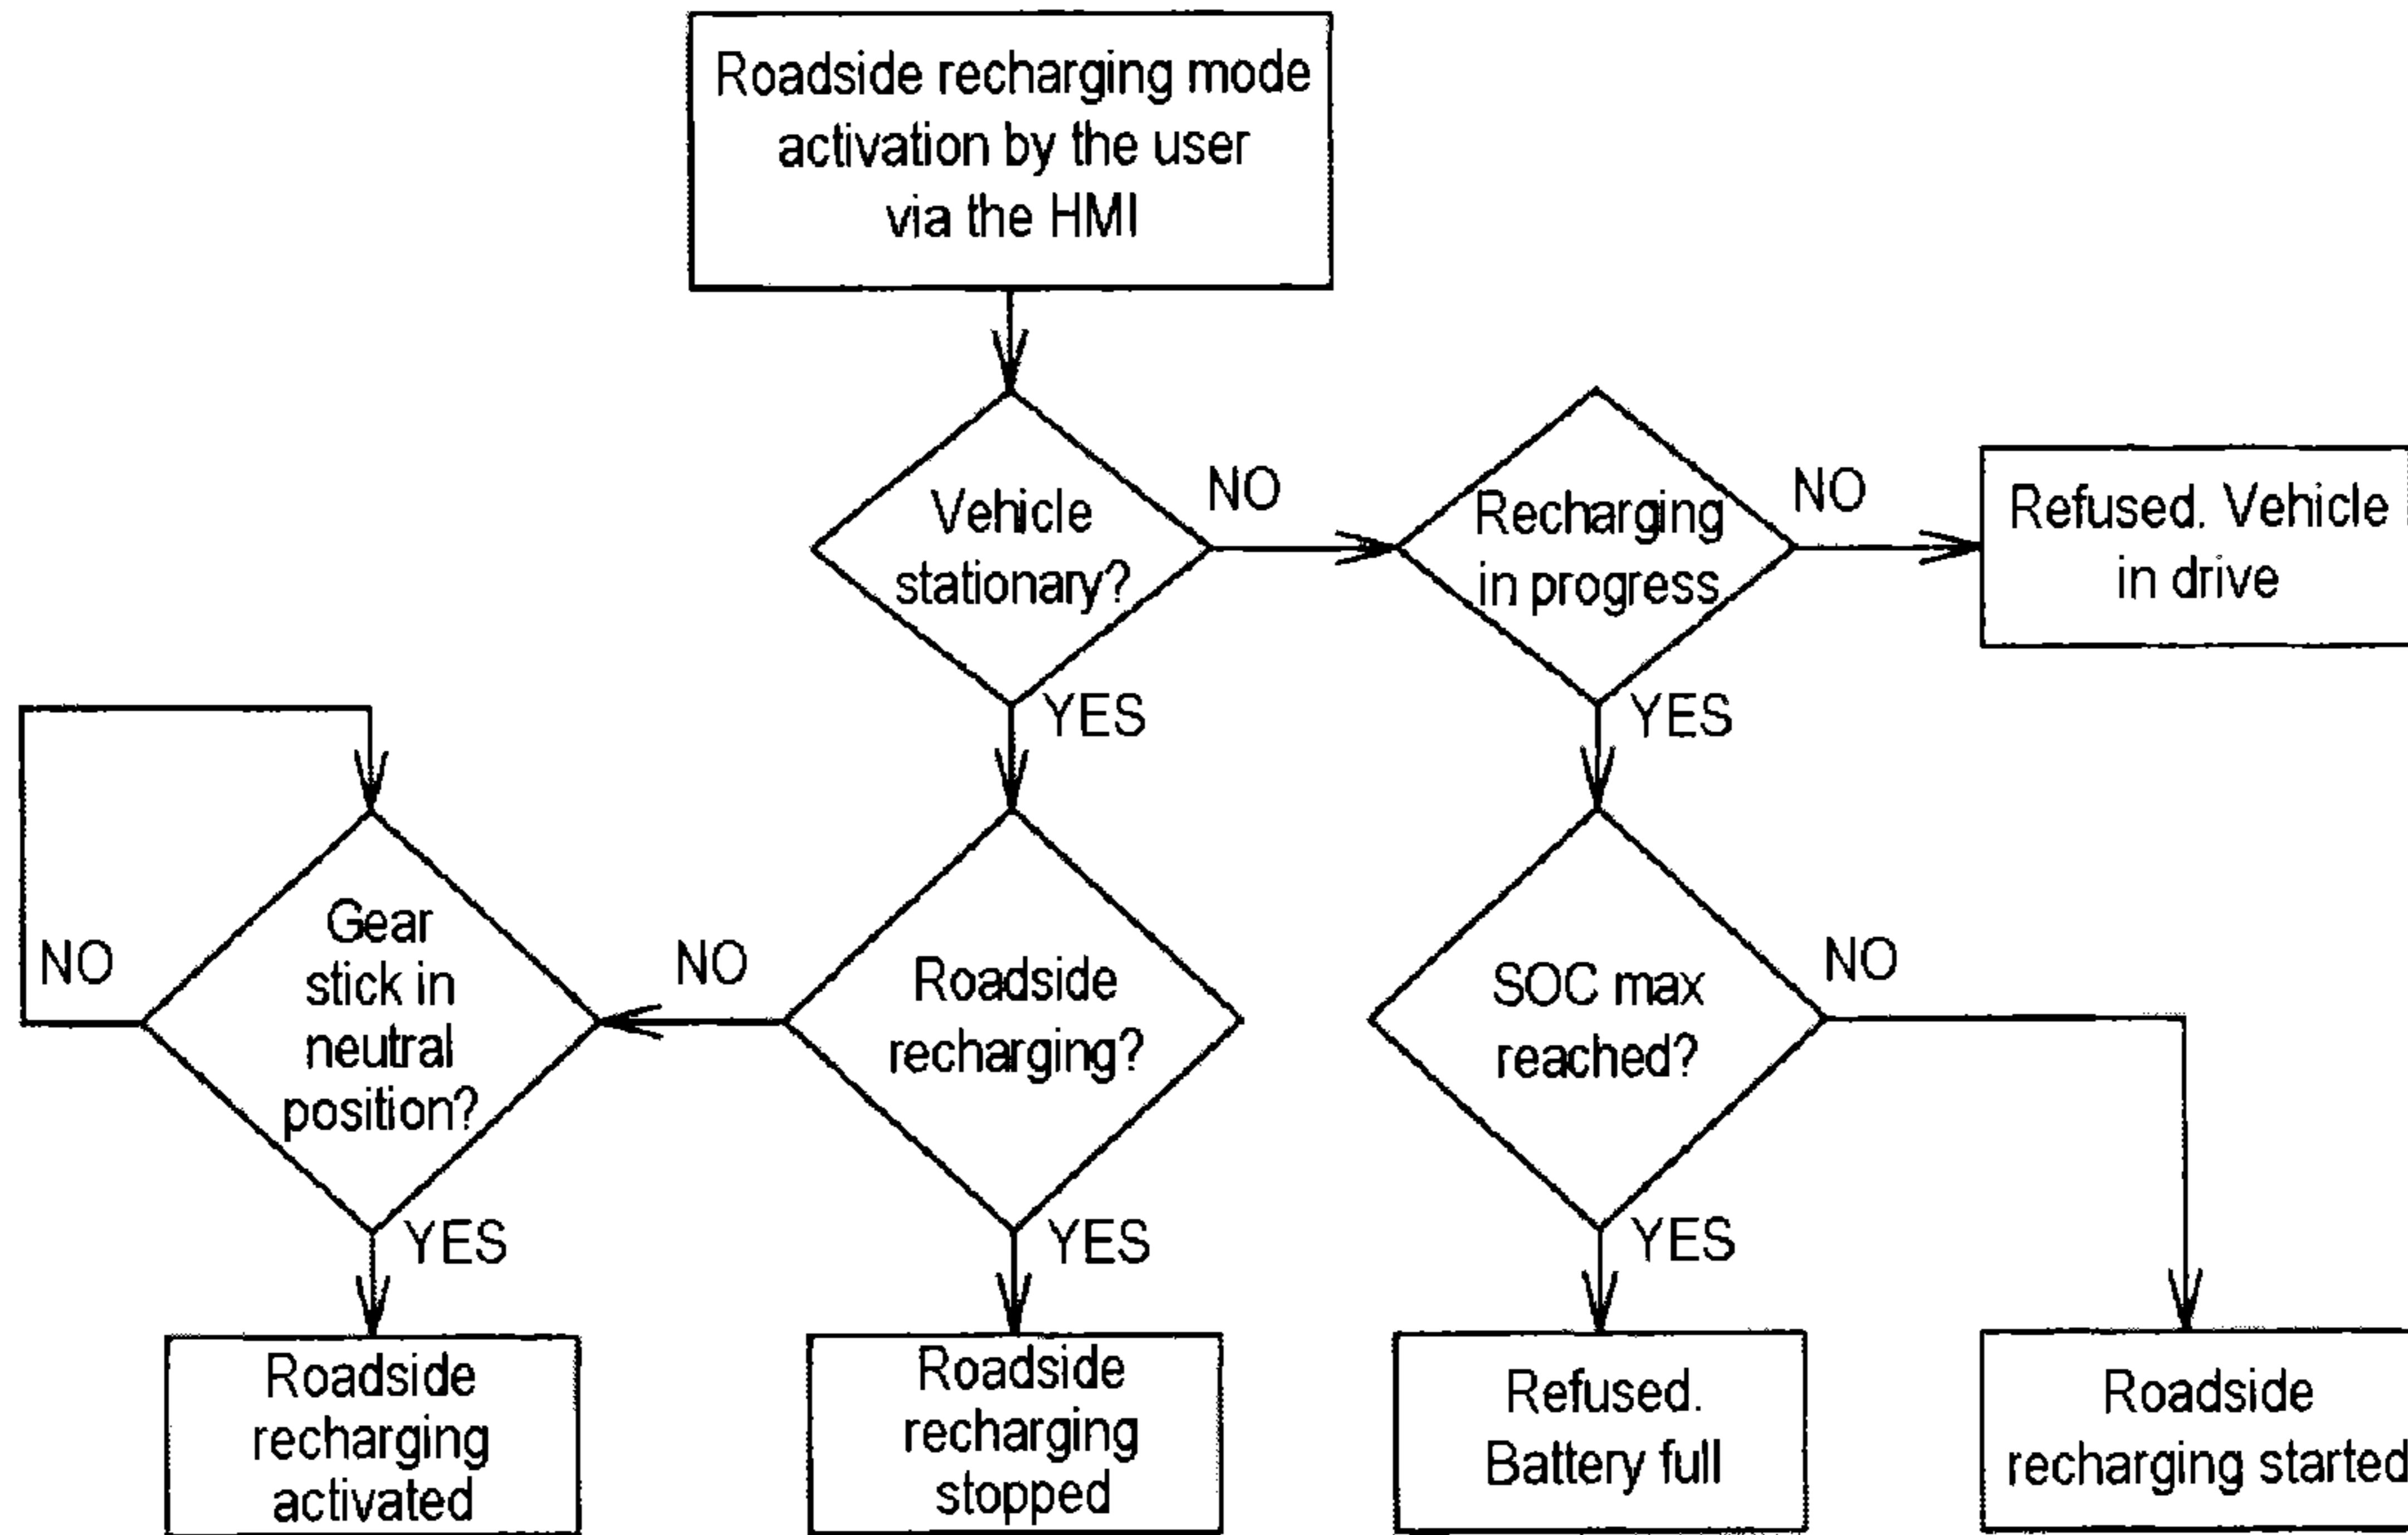 Roadside recharging mode
activation by the user
via the HMI
Vehicle
stationary?
NO
Recharging
in progress
NO
Refused. Vehicle
in drive
YES
YES
Gear
stick in
neutral
position?
NO
NO
Roadside
recharging?
SOC max
reached?
NO
YES
YES
YES
Roadside
recharging
activated
Roadside
recharging
stopped
Refused.
Battery full
Roadside
recharging started